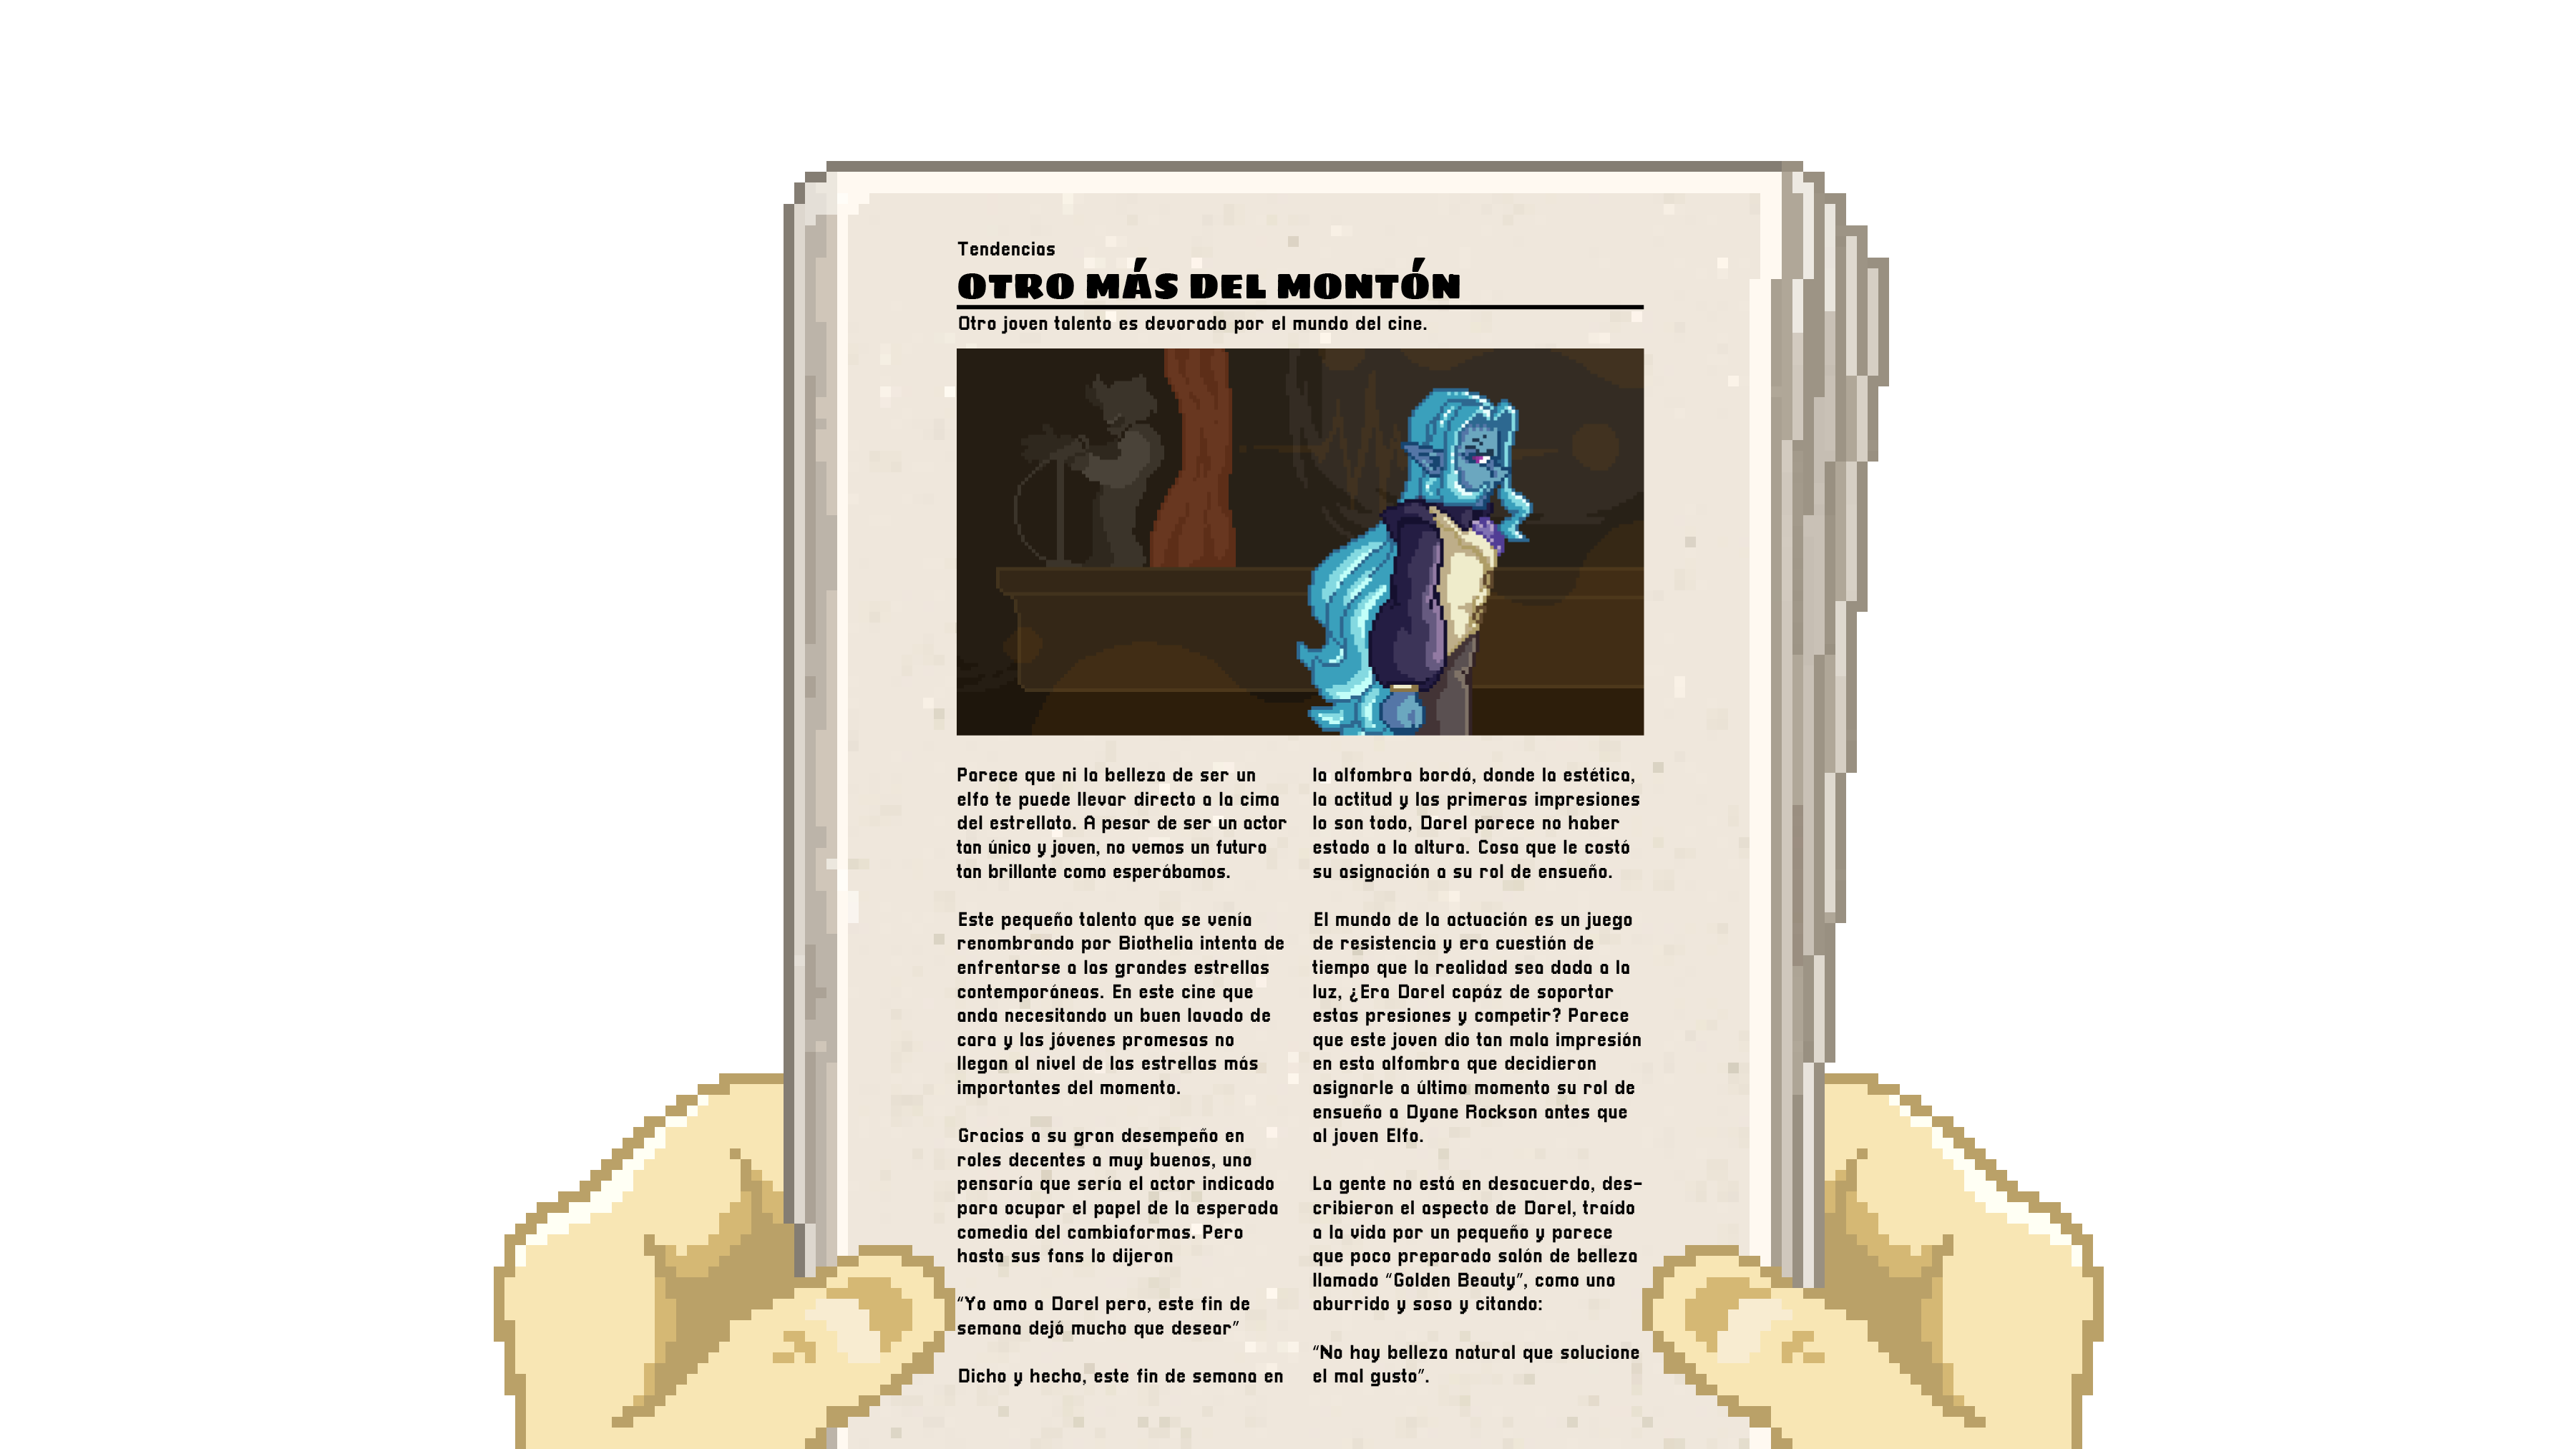 Tendencias
OTRO MÁS DEL MONTÓN
Otro joven talento es devorado por el mundo del cine.
Parece que ni la belleza de ser un
elfo te puede llevar directo a la cima
del estrellato. A pesar de ser un actor
tan único y joven, no vemos un futuro
tan brillante como esperábamos.
Este pequeño talento que se venía
renombrando por Biothelia intenta de
enfrentarse a las grandes estrellas
contemporáneas. En este cine que
anda necesitando un buen lavado de
cara y las jóvenes promesas no
llegan al nivel de las estrellas más
importantes del momento.
Gracias a su gran desempeño en
roles decentes a muy buenos, uno
pensaría que sería el actor indicado
para ocupar el papel de la esperada
comedia del cambiaformas. Pero
hasta sus fans lo dijeron
“Yo amo a Darel pero, este fin de
semana dejó mucho que desear”
Dicho y hecho, este fin de semana en
la alfombra bordó, donde la estética,
la actitud y las primeras impresiones
lo son todo, Darel parece no haber
estado a la altura. Cosa que le costó
su asignación a su rol de ensueño.
El mundo de la actuación es un juego
de resistencia y era cuestión de
tiempo que la realidad sea dada a la
luz, ¿Era Darel capáz de soportar
estas presiones y competir? Parece
que este joven dio tan mala impresión
en esta alfombra que decidieron
asignarle a último momento su rol de
ensueño a Dyane Rockson antes que
al joven Elfo.
La gente no está en desacuerdo, des-
cribieron el aspecto de Darel, traído
a la vida por un pequeño y parece
que poco preparado salón de belleza
llamado “Golden Beauty”, como uno
aburrido y soso y citando:
“No hay belleza natural que solucione
el mal gusto”.